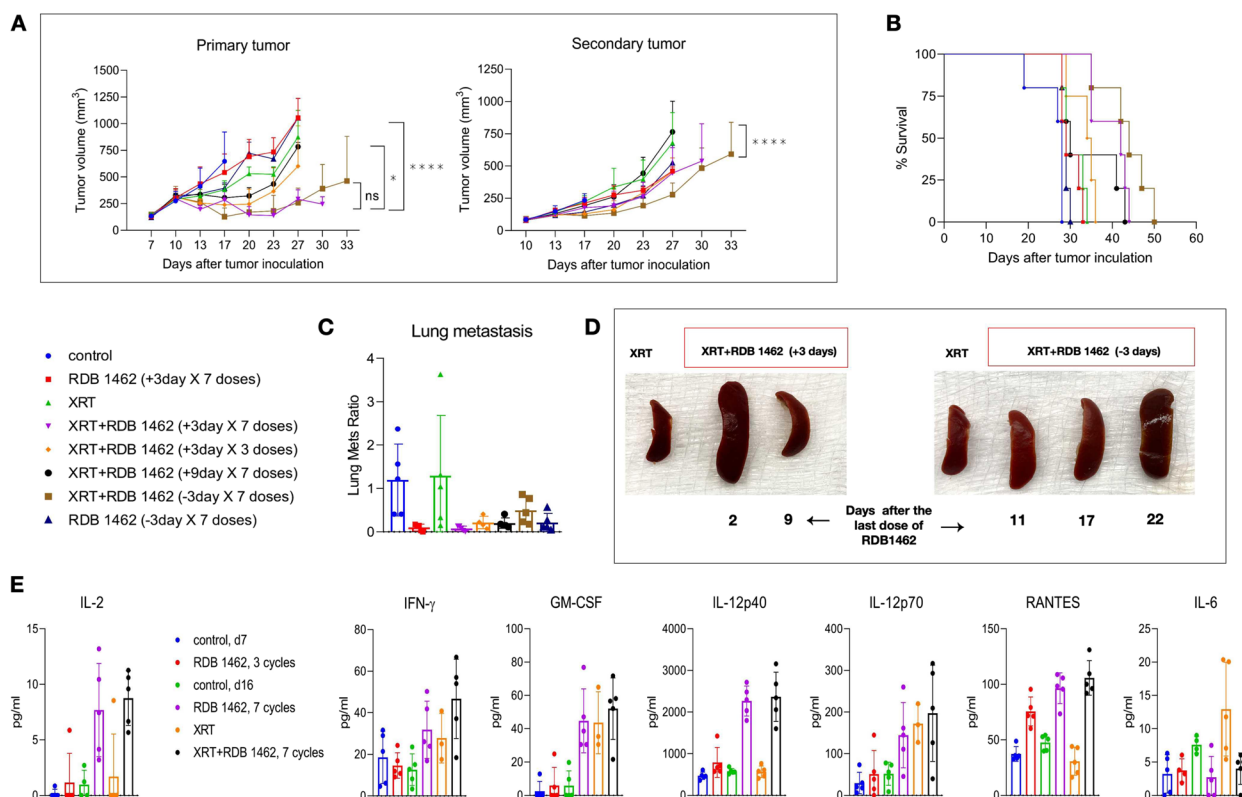 A
Primary tumor
Tumor volume (mm³)
1500
1250
1000
750
500
250
0
7 10 13 17 20 23 27 30 33
Days after tumor inoculation
ns
*
****
Secondary tumor
Tumor volume (mm³)
1250
1000
750
500
250
0
10 13 17 20 23 27 30 33
Days after tumor inoculation
****
B
% Survival
100
75
50
25
0
0 10 20 30 40 50 60
Days after tumor inoculation
control
RDB 1462 (+3day X 7 doses)
XRT
XRT+RDB 1462 (+3day X 7 doses)
XRT+RDB 1462 (+3day X 3 doses)
XRT+RDB 1462 (+9day X 7 doses)
XRT+RDB 1462 (-3day X 7 doses)
RDB 1462 (-3day X 7 doses)
C
Lung metastasis
Lung Mets Ratio
4
3
2
1
0
D
XRT
XRT+RDB 1462 (+3 days)
XRT
XRT+RDB 1462 (-3 days)
2 9
Days after the
last dose of
RDB1462
11 17 22
E
IL-2
pg/ml
15
10
5
0
control, d7
RDB 1462, 3 cycles
control, d16
RDB 1462, 7 cycles
XRT
XRT+RDB 1462, 7 cycles
IFN-γ
pg/ml
80
60
40
20
0
GM-CSF
pg/ml
100
80
60
40
20
0
IL-12p40
pg/ml
4000
3000
2000
1000
0
IL-12p70
pg/ml
400
300
200
100
0
RANTES
pg/ml
150
100
50
0
IL-6
pg/ml
25
20
15
10
5
0